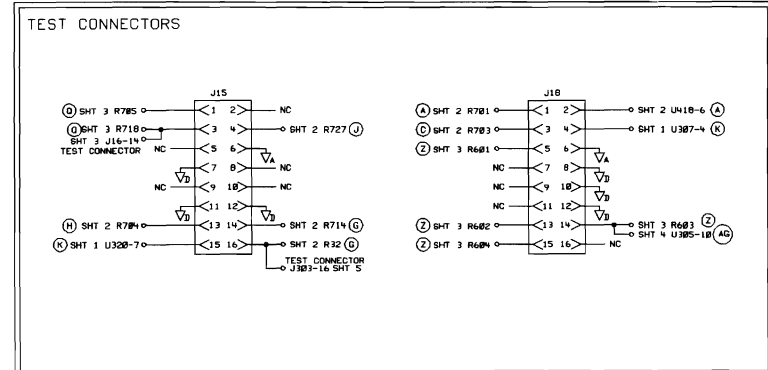 TEST CONNECTORS
J15
Q SHT 3 R705 1 2 NC
Q SHT 3 R718 3 4 SHT 2 R727 J
SHT 3 J16-14
TEST CONNECTOR NC 5 6 A
D 7 8 NC
NC 9 10 NC
D 11 12 D
H SHT 2 R704 13 14 SHT 2 R714 G
K SHT 1 U320-7 15 16 SHT 2 R32 G
TEST CONNECTOR
J303-16 SHT 5
J18
A SHT 2 R701 1 2 SHT 2 U418-6 A
C SHT 2 R703 3 4 SHT 1 U307-4 K
Z SHT 3 R601 5 6 A
NC 7 8 D
NC 9 10 D
NC 11 12 D
Z SHT 3 R602 13 14 SHT 3 R603 Z
SHT 4 U305-10 AG
Z SHT 3 R604 15 16 NC